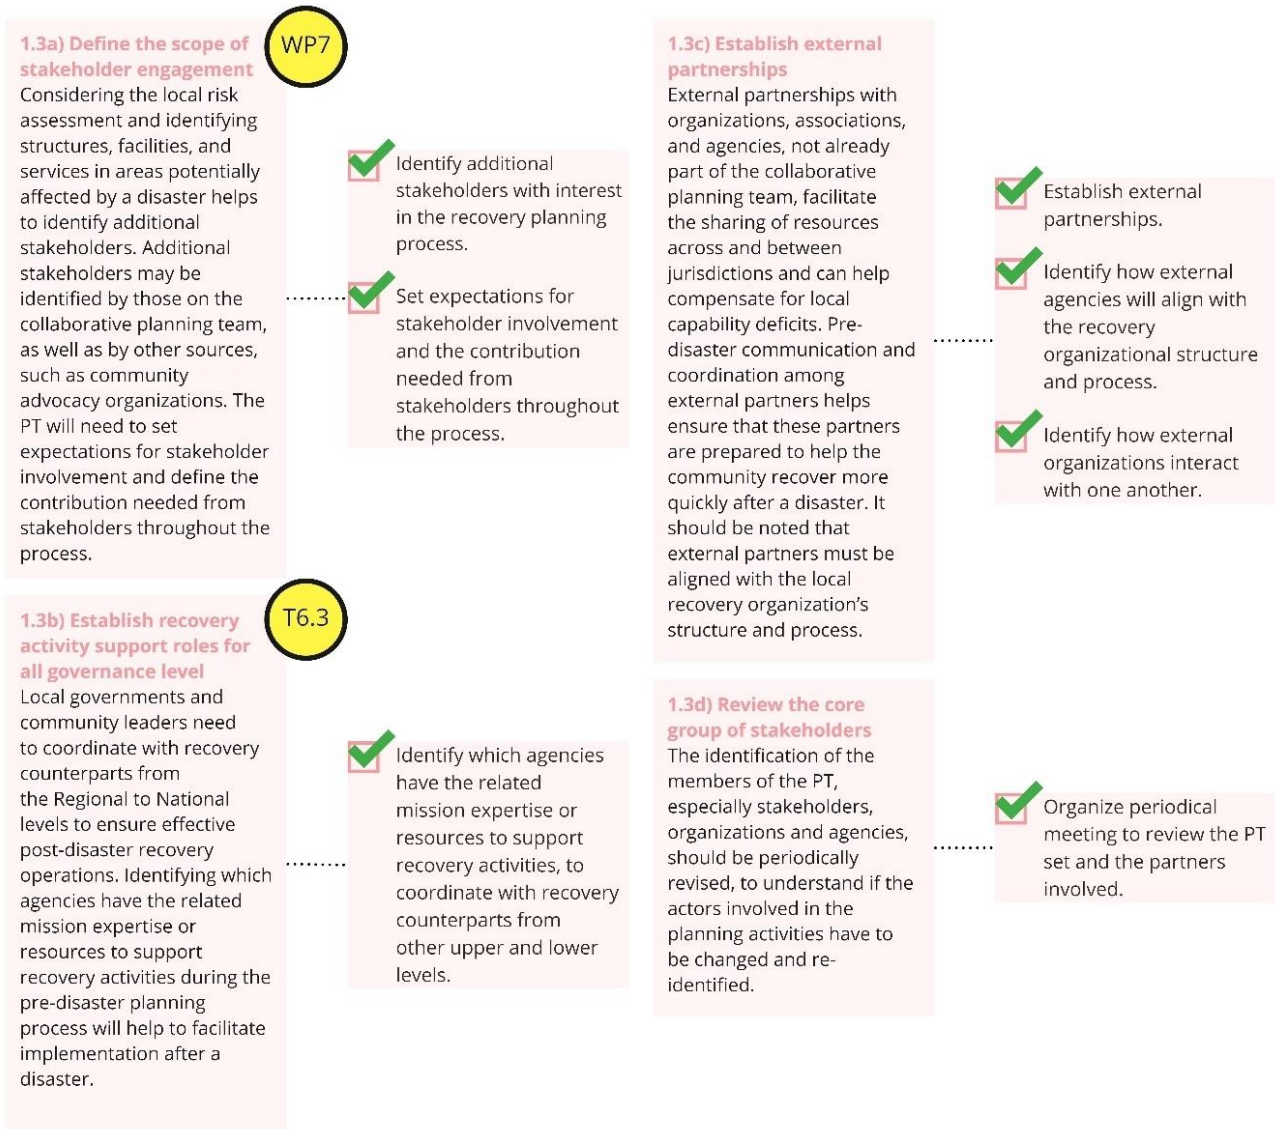 1.3a) Define the scope of
stakeholder engagement
Considering the local risk
assessment and identifying
structures, facilities, and
services in areas potentially
affected by a disaster helps
to identify additional
stakeholders. Additional
stakeholders may be
identified by those on the
collaborative planning team,
as well as by other sources,
such as community
advocacy organizations. The
PT will need to set
expectations for stakeholder
involvement and define the
contribution needed from
stakeholders throughout the
process.
WP7
Identify additional
stakeholders with interest
in the recovery planning
process.
Set expectations for
stakeholder involvement
and the contribution
needed from
stakeholders throughout
the process.
1.3b) Establish recovery
activity support roles for
all governance level
Local governments and
community leaders need
to coordinate with recovery
counterparts from
the Regional to National
levels to ensure effective
post-disaster recovery
operations. Identifying which
agencies have the related
mission expertise or
resources to support
recovery activities during the
pre-disaster planning
process will help to facilitate
implementation after a
disaster.
T6.3
Identify which agencies
have the related
mission expertise or
resources to support
recovery activities, to
coordinate with recovery
counterparts from
other upper and lower
levels.
1.3c) Establish external
partnerships
External partnerships with
organizations, associations,
and agencies, not already
part of the collaborative
planning team, facilitate
the sharing of resources
across and between
jurisdictions and can help
compensate for local
capability deficits. Pre-
disaster communication and
coordination among
external partners helps
ensure that these partners
are prepared to help the
community recover more
quickly after a disaster. It
should be noted that
external partners must be
aligned with the local
recovery organization's
structure and process.
Establish external
partnerships.
Identify how external
agencies will align with
the recovery
organizational structure
and process.
Identify how external
organizations interact
with one another.
1.3d) Review the core
group of stakeholders
The identification of the
members of the PT,
especially stakeholders,
organizations and agencies,
should be periodically
revised, to understand if the
actors involved in the
planning activities have to
be changed and re-
identified.
Organize periodical
meeting to review the PT
set and the partners
involved.